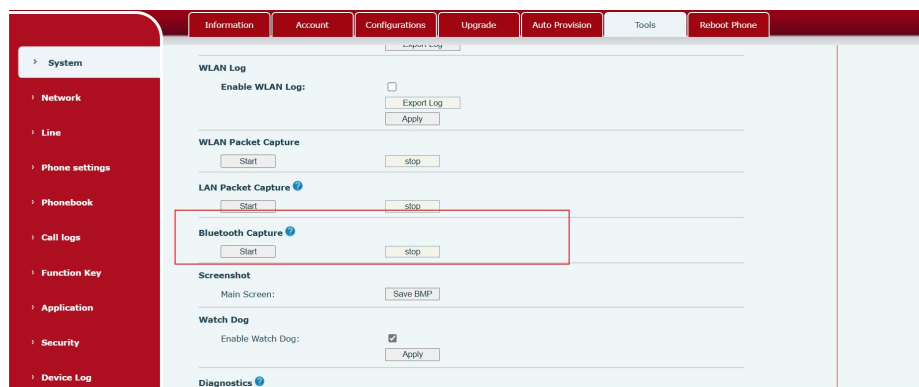 Information Account Configurations Upgrade Auto Provision Tools Reboot Phone
System
Network
Line
Phone settings
Phonebook
Call logs
Function Key
Application
Security
Device Log
Export Log
WLAN Log
Enable WLAN Log:
Export Log
Apply
WLAN Packet Capture
Start stop
LAN Packet Capture ?
Start stop
Bluetooth Capture ?
Start stop
Screenshot
Main Screen: Save BMP
Watch Dog
Enable Watch Dog:
Apply
Diagnostics ?